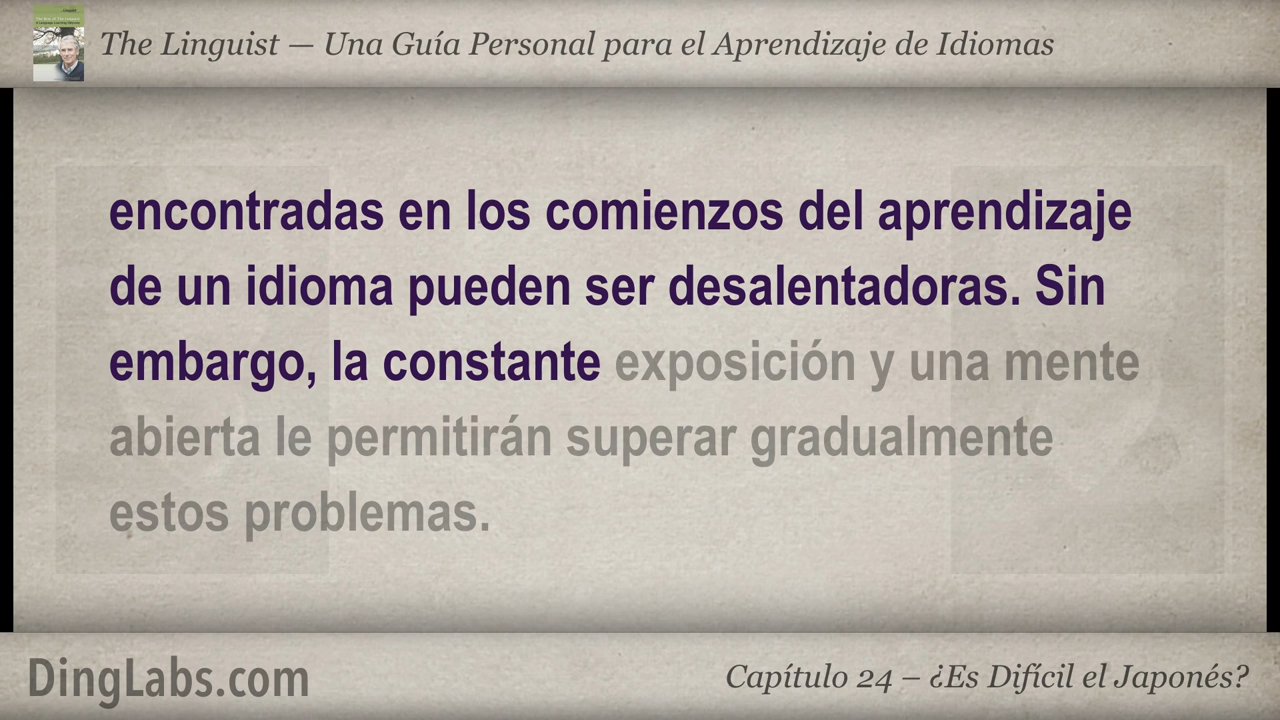 The Linguist — Una Guía Personal para el Aprendizaje de Idiomas
encontradas en los comienzos del aprendizaje
de un idioma pueden ser desalentadoras. Sin
embargo, la constante exposición y una mente
abierta le permitirán superar gradualmente
estos problemas.
DingLabs.com
Capítulo 24 – ¿Es Difícil el Japonés?